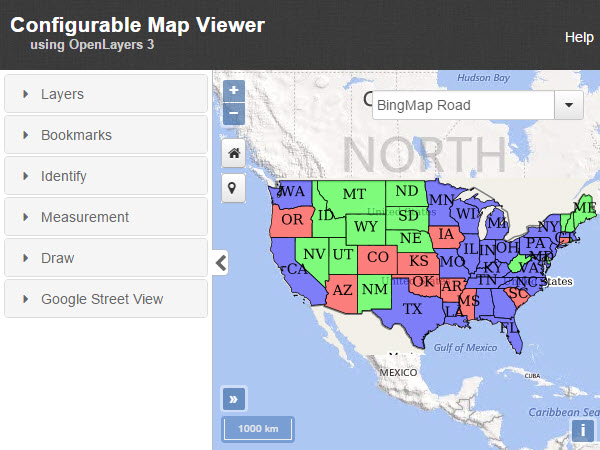 Configurable Map Viewer
using OpenLayers 3
Help
Layers
Bookmarks
Identify
Measurement
Draw
Google Street View
+
−
BingMap Road
Hudson Bay
NORTH
United States
WA
MT
ND
MN
ME
OR
ID
SD
WI
MI
NY
WY
IA
NE
PA
NV
UT
CO
KS
MO
IL
IN
OH
CA
KY
VA
AZ
NM
OK
AR
TN
NC
SC
States
TX
LA
MS
FL
Gulf of Mexico
MEXICO
CUBA
Caribbean Sea
»
1000 km
i